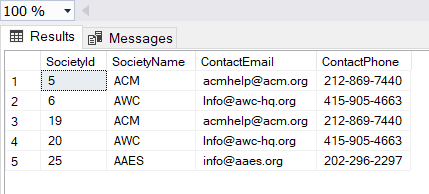 100 %
Results Messages
SocietyId SocietyName ContactEmail ContactPhone
1 5 ACM acmhelp@acm.org 212-869-7440
2 6 AWC Info@awc-hq.org 415-905-4663
3 19 ACM acmhelp@acm.org 212-869-7440
4 20 AWC Info@awc-hq.org 415-905-4663
5 25 AAES info@aaes.org 202-296-2297